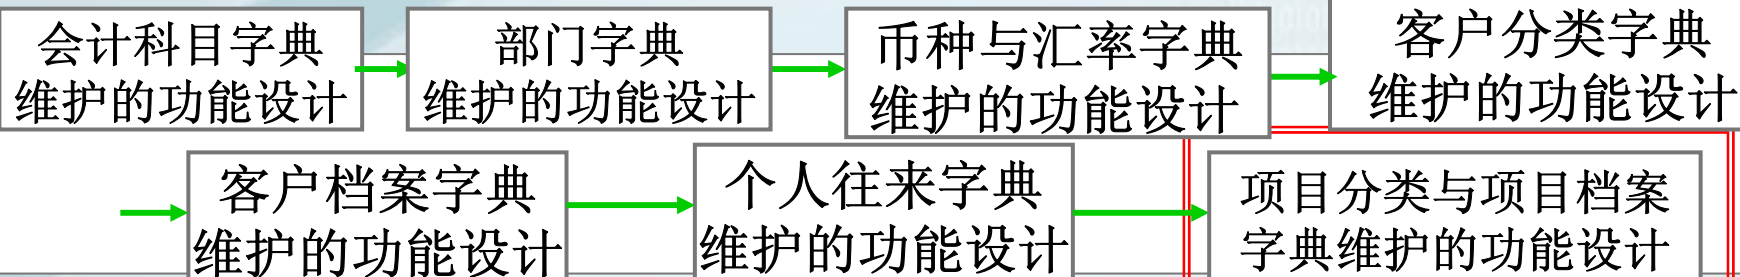 会计科目字典
维护的功能设计
部门字典
维护的功能设计
币种与汇率字典
维护的功能设计
客户分类字典
维护的功能设计
客户档案字典
维护的功能设计
个人往来字典
维护的功能设计
项目分类与项目档案
字典维护的功能设计